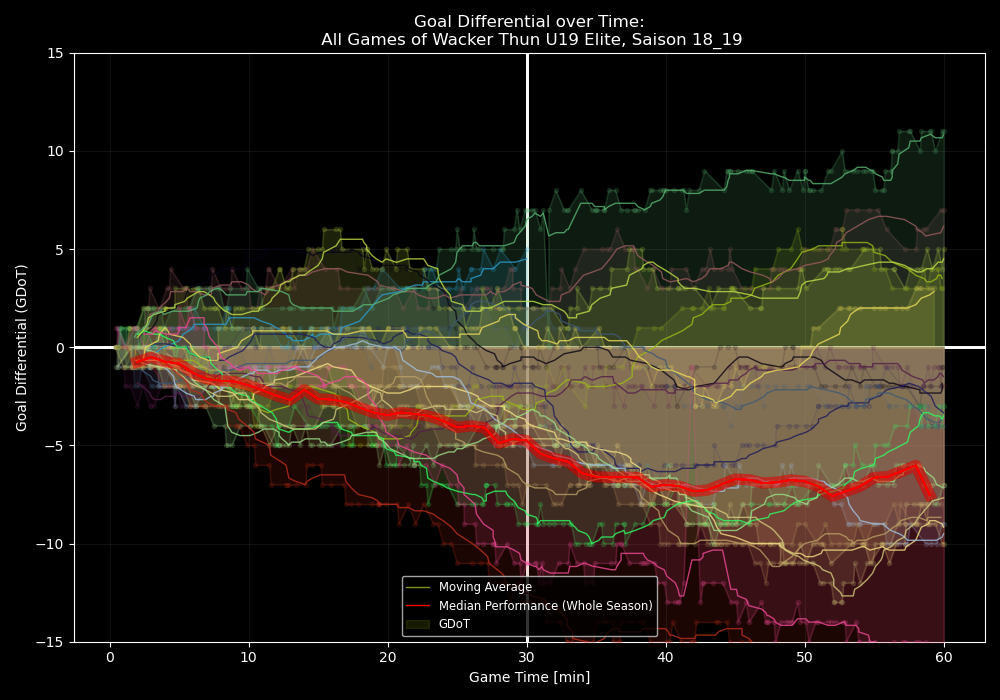 Goal Differential over Time:
All Games of Wacker Thun U19 Elite, Saison 18_19
15
10
5
0
−5
−10
−15
Goal Differential (GDoT)
Moving Average
Median Performance (Whole Season)
GDoT
0 10 20 30 40 50 60
Game Time [min]